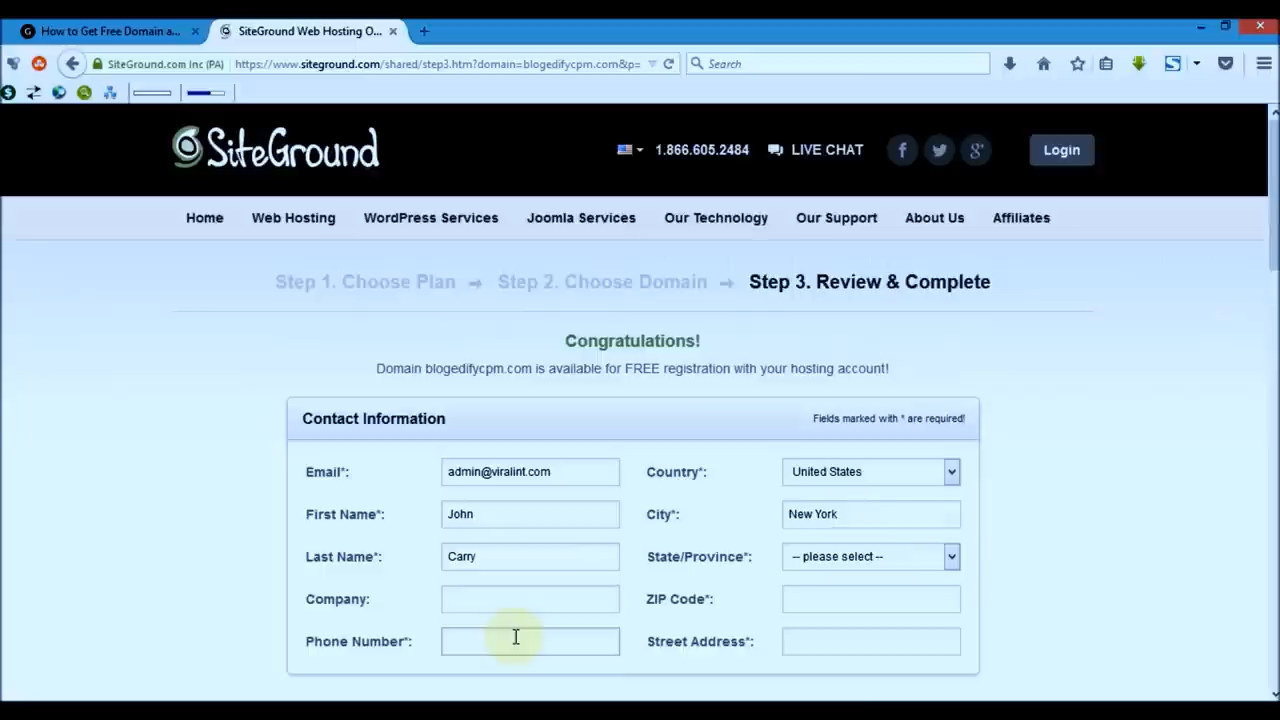 How to Get Free Domain a...
SiteGround Web Hosting O...
SiteGround.com Inc (PA)
https://www.siteground.com/shared/step3.htm?domain=blogedifycpm.com&p=
Search
SiteGround
1.866.605.2484
LIVE CHAT
Login
Home Web Hosting WordPress Services Joomla Services Our Technology Our Support About Us Affiliates
Step 1. Choose Plan → Step 2. Choose Domain → Step 3. Review & Complete
Congratulations!
Domain blogedifycpm.com is available for FREE registration with your hosting account!
Contact Information
Fields marked with * are required!
Email*: admin@viralint.com Country*: United States
First Name*: John City*: New York
Last Name*: Carry State/Province*: -- please select --
Company: ZIP Code*:
Phone Number*: Street Address*: